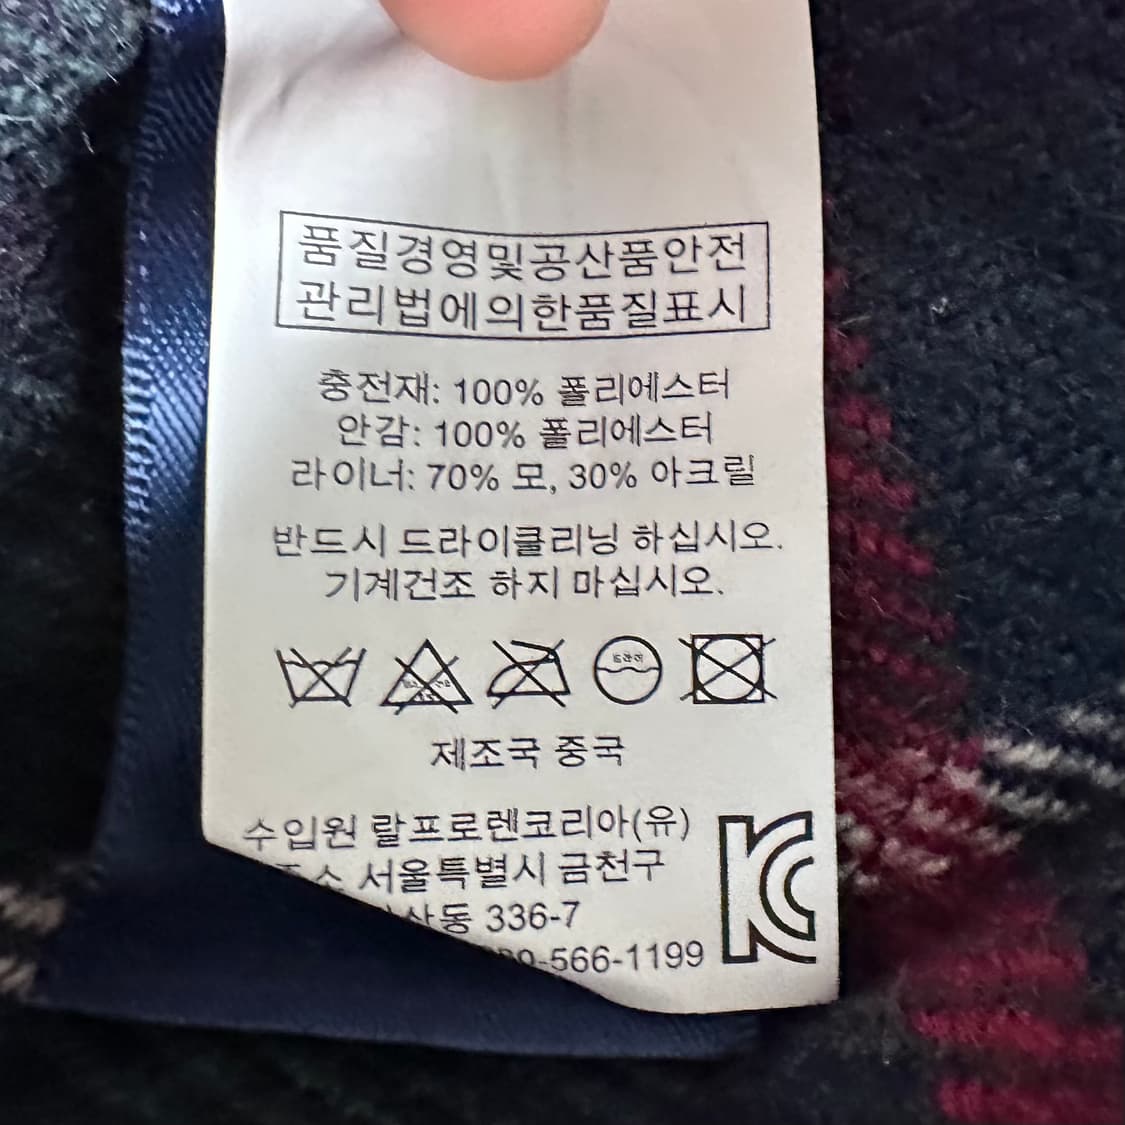 품질경영및공산품안전
관리법에의한품질표시
충전재: 100% 폴리에스터
안감: 100% 폴리에스터
라이너: 70% 모, 30% 아크릴
반드시 드라이클리닝 하십시오.
기계건조 하지 마십시오.
드라이
제조국 중국
수입원 랄프로렌코리아(유)
서울특별시 금천구
336-7
-566-1199
KC